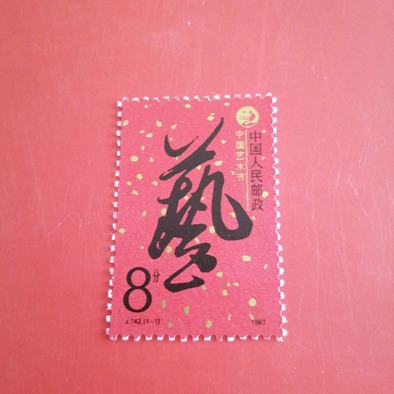 中国人民邮政
中国艺术节
藝
8分
J.142.(1-1)
1987